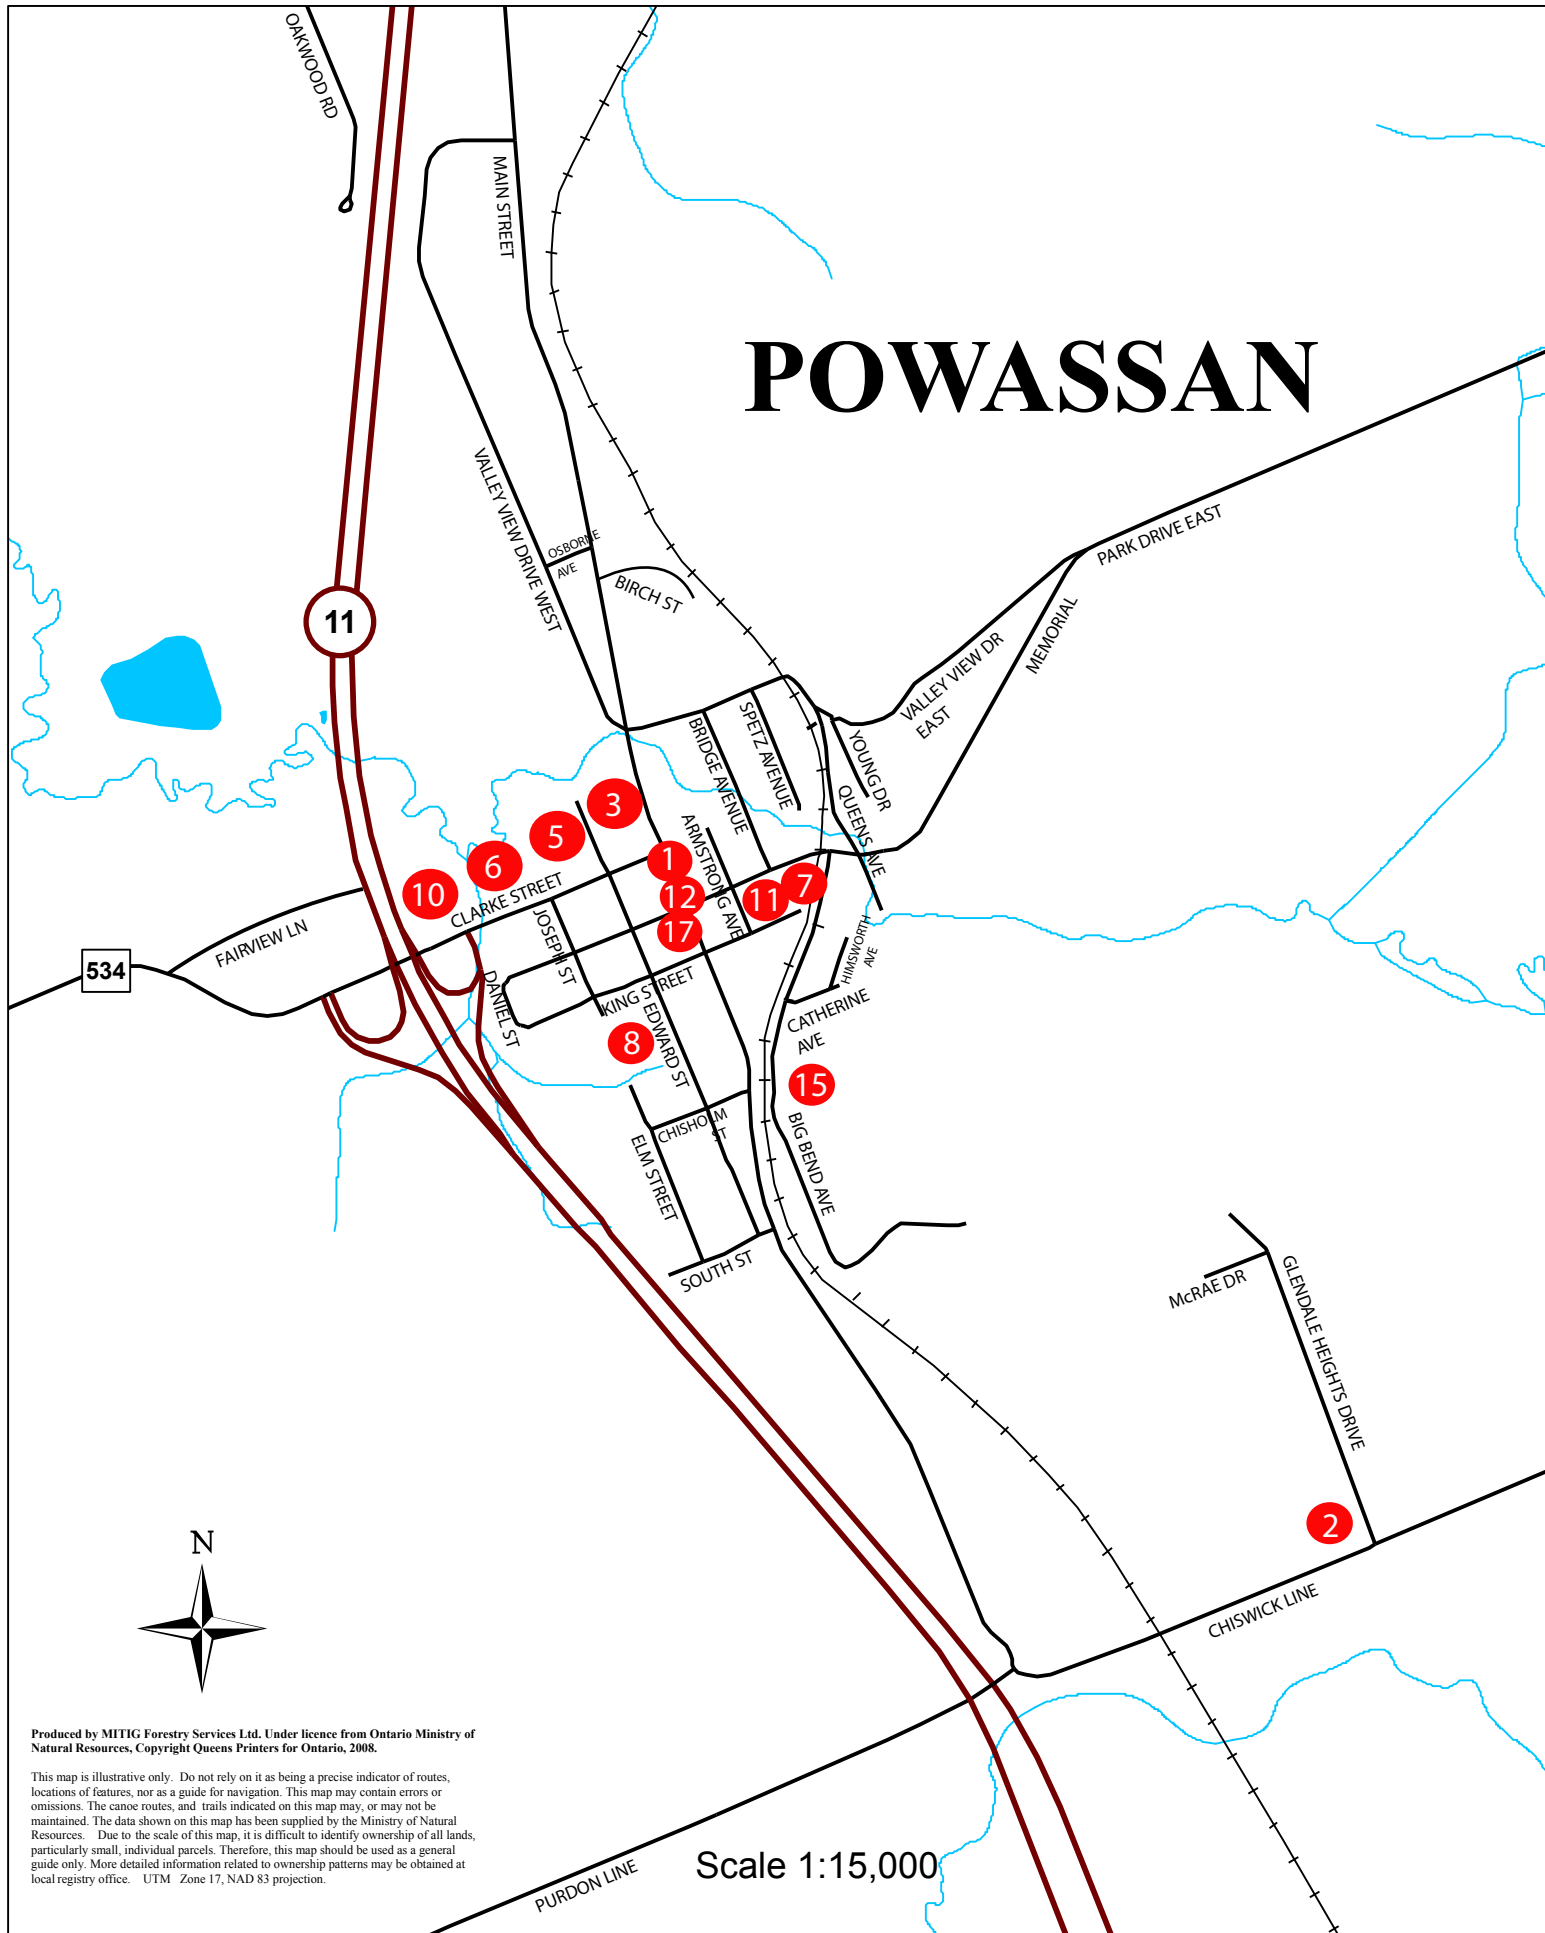 OAKWOOD RD
MAIN STREET
POWASSAN
VALLEY VIEW DRIVE WEST
OSBORNE
AVE
BIRCH ST
PARK DRIVE EAST
11
MEMORIAL
VALLEY VIEW DR
EAST
BRIDGE AVENUE
SPETZ AVENUE
YOUNG DR
QUEENS AVE
ARMSTRONG AVE
3
5
6
10
1
12
17
11
7
CLARKE STREET
JOSEPH ST
FAIRVIEW LN
534
DANIEL ST
KING STREET
EDWARD ST
HIMSWORTH
AVE
CATHERINE
AVE
8
15
CHISHOLM
ST
ELM STREET
BIG BEND AVE
SOUTH ST
McRAE DR
GLENDALE HEIGHTS DRIVE
2
CHISWICK LINE
N
Produced by MITIG Forestry Services Ltd. Under licence from Ontario Ministry of
Natural Resources, Copyright Queens Printers for Ontario, 2008.
This map is illustrative only. Do not rely on it as being a precise indicator of routes,
locations of features, nor as a guide for navigation. This map may contain errors or
omissions. The canoe routes, and trails indicated on this map may, or may not be
maintained. The data shown on this map has been supplied by the Ministry of Natural
Resources. Due to the scale of this map, it is difficult to identify ownership of all lands,
particularly small, individual parcels. Therefore, this map should be used as a general
guide only. More detailed information related to ownership patterns may be obtained at
local registry office. UTM Zone 17, NAD 83 projection.
PURDON LINE
Scale 1:15,000